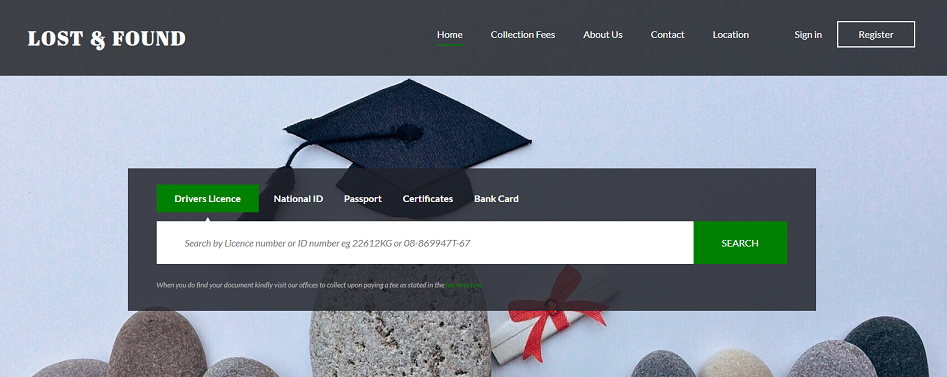 LOST & FOUND
Home Collection Fees About Us Contact Location Sign in Register
Drivers Licence National ID Passport Certificates Bank Card
Search by Licence number or ID number eg 22612KG or 08-869947T-67 SEARCH
When you do find your document kindly visit our offices to collect upon paying a fee as stated in the fee structure